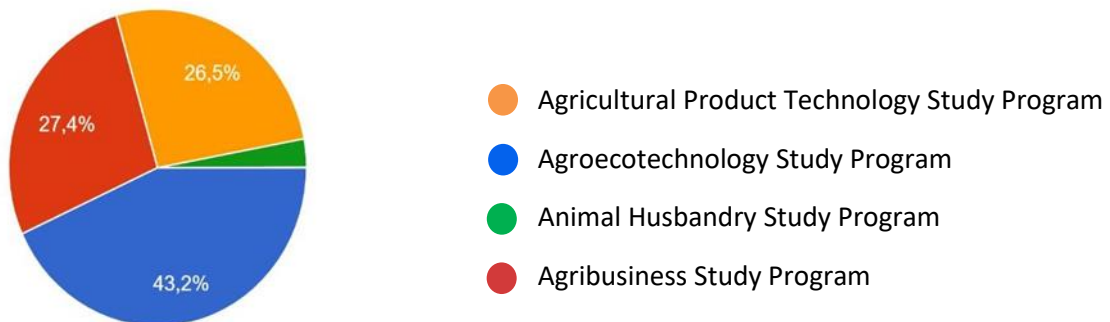 26,5%
27,4%
43,2%
Agricultural Product Technology Study Program
Agroecotechnology Study Program
Animal Husbandry Study Program
Agribusiness Study Program